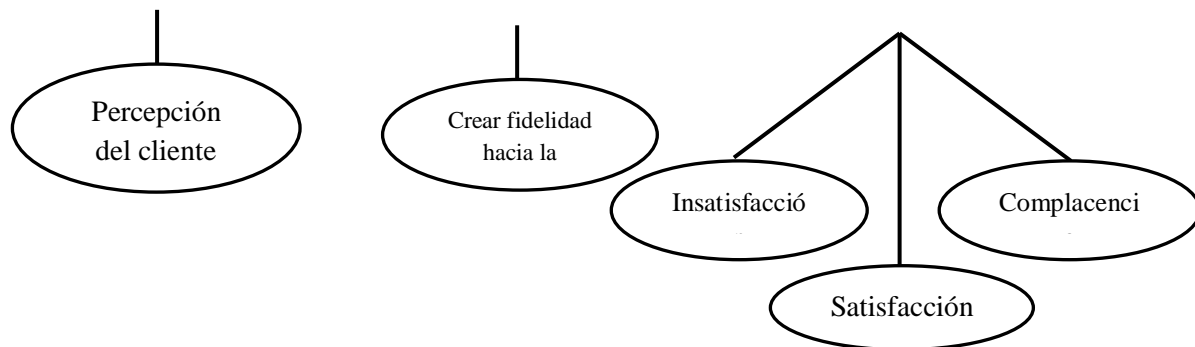 Percepción
del cliente
Crear fidelidad
hacia la
Insatisfacció
Complacenci
Satisfacción